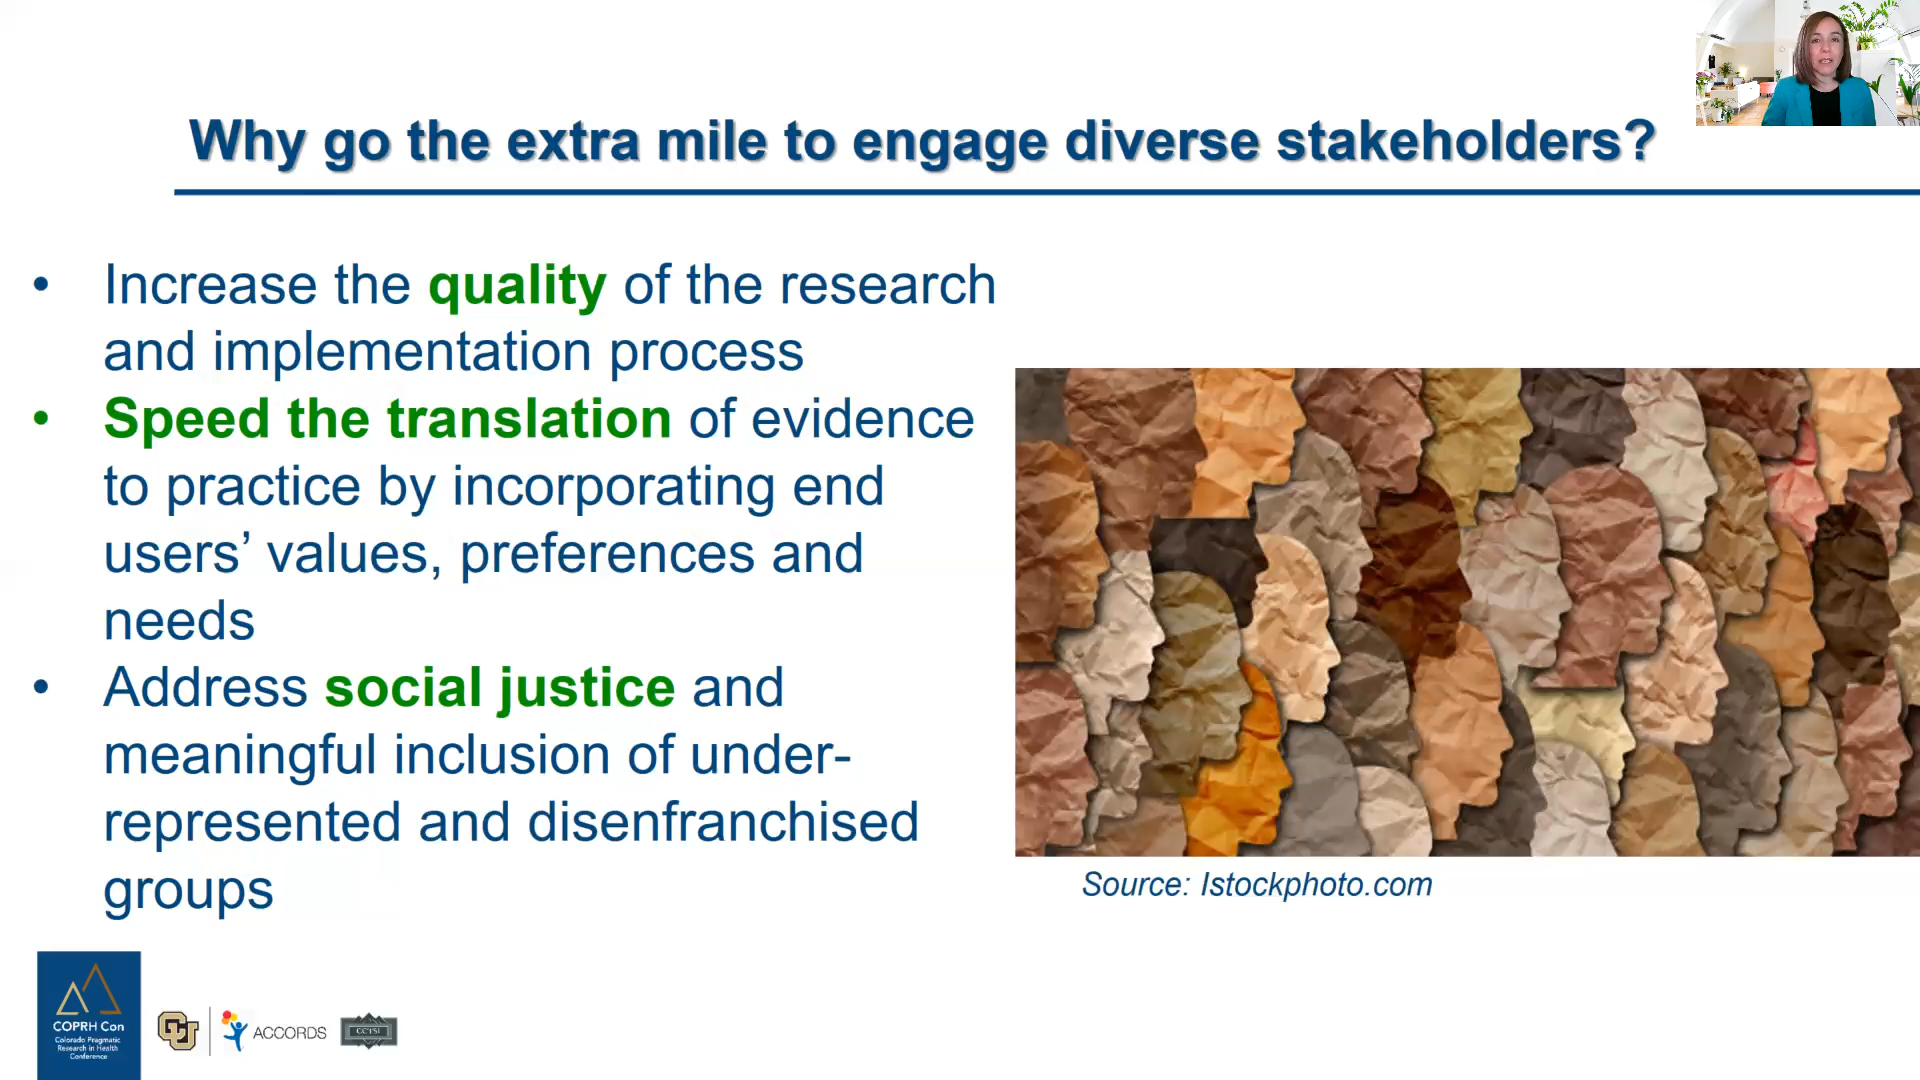 Why go the extra mile to engage diverse stakeholders?
• Increase the quality of the research
and implementation process
• Speed the translation of evidence
to practice by incorporating end
users’ values, preferences and
needs
• Address social justice and
meaningful inclusion of under-
represented and disenfranchised
groups
Source: Istockphoto.com
COPRH Con
Colorado Pragmatic
Research in Health
Conference
CU
ACCORDS
CCTSI